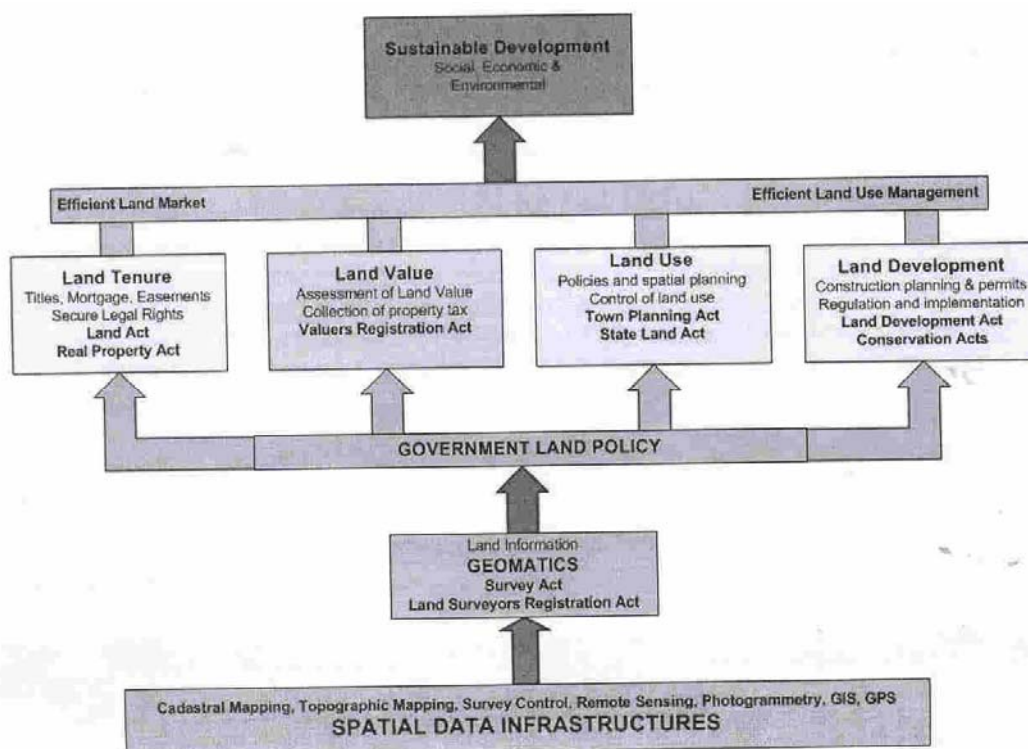 Sustainable Development
Social, Economic &
Environmental
Efficient Land Market
Efficient Land Use Management
Land Tenure
Titles, Mortgage, Easements
Secure Legal Rights
Land Act
Real Property Act
Land Value
Assessment of Land Value
Collection of property tax
Valuers Registration Act
Land Use
Policies and spatial planning
Control of land use
Town Planning Act
State Land Act
Land Development
Construction planning & permits
Regulation and implementation
Land Development Act
Conservation Acts
GOVERNMENT LAND POLICY
Land Information
GEOMATICS
Survey Act
Land Surveyors Registration Act
Cadastral Mapping, Topographic Mapping, Survey Control, Remote Sensing, Photogrammetry, GIS, GPS
SPATIAL DATA INFRASTRUCTURES